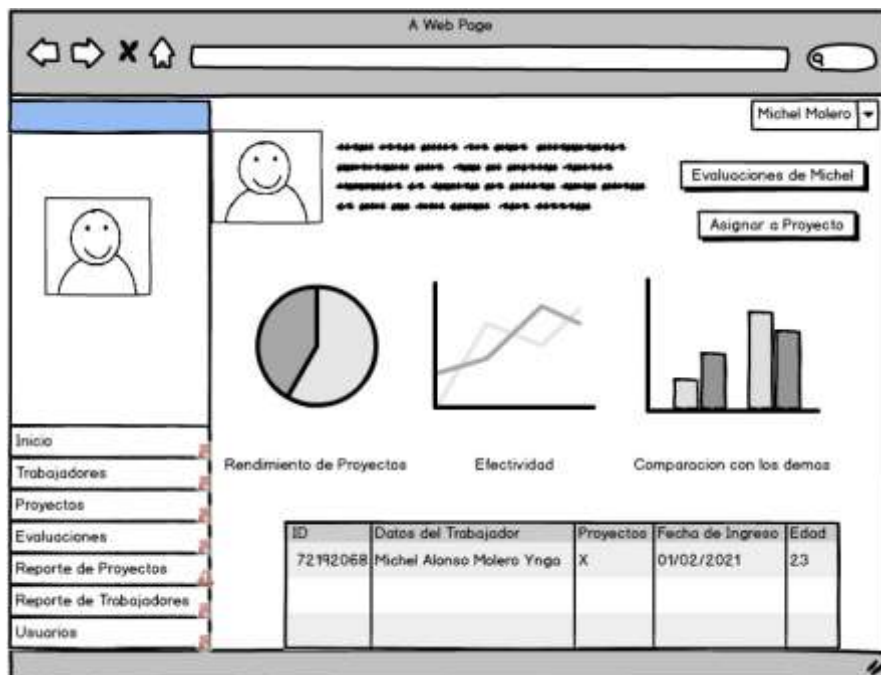 A Web Page
Michel Molero
Evaluaciones de Michel
Asignar a Proyecto
Inicio
Trabajadores
Proyectos
Evaluaciones
Reporte de Proyectos
Reporte de Trabajadores
Usuarios
Rendimiento de Proyectos
Efectividad
Comparacion con los demas
ID Datos del Trabajador Proyectos Fecha de Ingreso Edad
72192068 Michel Alonso Molero Ynga X 01/02/2021 23